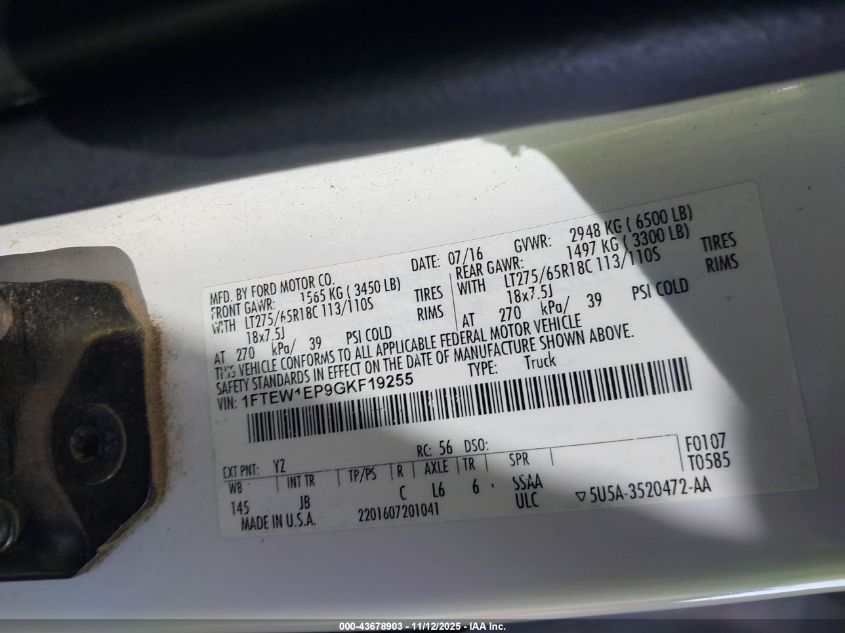 MFD. BY FORD MOTOR CO. DATE: 07/16 GVWR: 2948 KG ( 6500 LB)
FRONT GAWR: 1565 KG ( 3450 LB) REAR GAWR: 1497 KG ( 3300 LB)
WITH LT275/65R18C 113/110S TIRES WITH LT275/65R18C 113/110S TIRES
18x7.5J RIMS 18x7.5J RIMS
AT 270 kPa/ 39 PSI COLD AT 270 kPa/ 39 PSI COLD
THIS VEHICLE CONFORMS TO ALL APPLICABLE FEDERAL MOTOR VEHICLE
SAFETY STANDARDS IN EFFECT ON THE DATE OF MANUFACTURE SHOWN ABOVE.
VIN: 1FTEW1EP9GKF19255 TYPE: Truck
EXT PNT: Y2 RC: 56 DSO: F0107
WB INT TR TP/PS R AXLE TR SPR T0585
145 JB C L6 6 SSAA
ULC ▽ 5U5A-3520472-AA
MADE IN U.S.A. 2201607201041
000-43678903 - 11/12/2025 - IAA Inc.